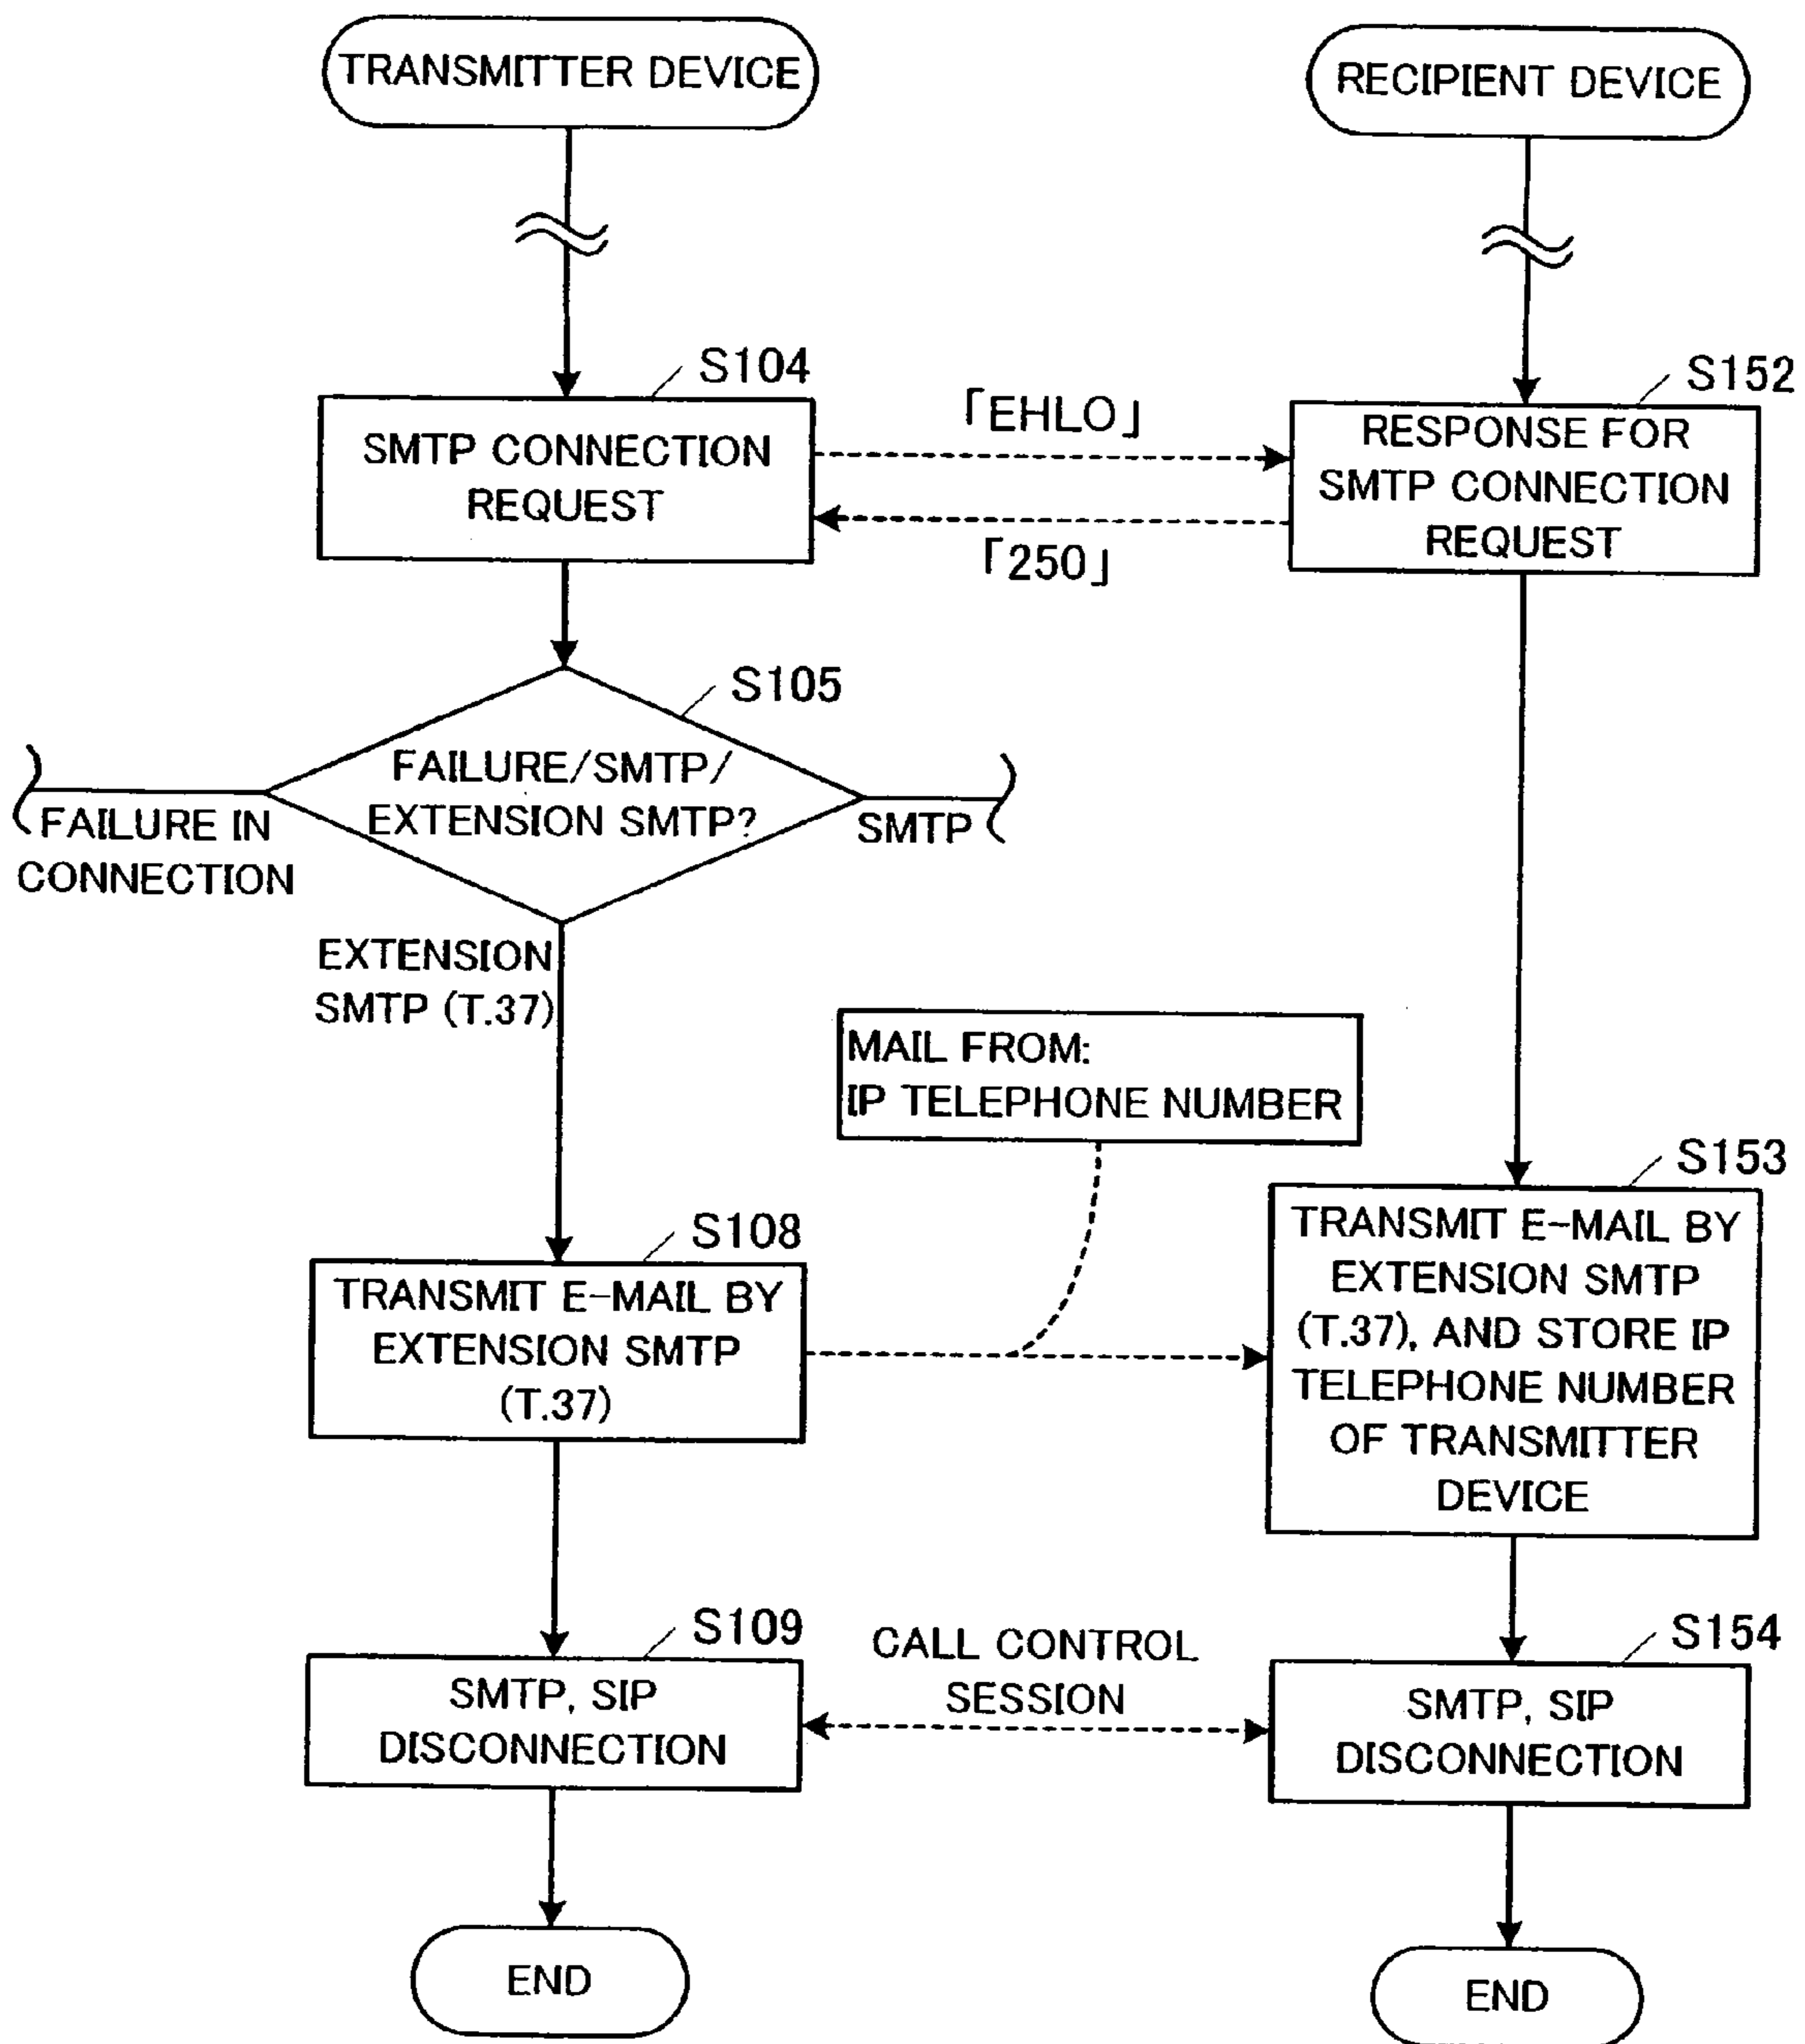 TRANSMITTER DEVICE
RECIPIENT DEVICE
S104
SMTP CONNECTION
REQUEST
「EHLO」
「250」
S152
RESPONSE FOR
SMTP CONNECTION
REQUEST
S105
FAILURE/SMTP/
EXTENSION SMTP?
FAILURE IN
CONNECTION
SMTP
EXTENSION
SMTP (T.37)
MAIL FROM:
IP TELEPHONE NUMBER
S108
TRANSMIT E-MAIL BY
EXTENSION SMTP
(T.37)
S153
TRANSMIT E-MAIL BY
EXTENSION SMTP
(T.37), AND STORE IP
TELEPHONE NUMBER
OF TRANSMITTER
DEVICE
S109
SMTP, SIP
DISCONNECTION
CALL CONTROL
SESSION
S154
SMTP, SIP
DISCONNECTION
END
END